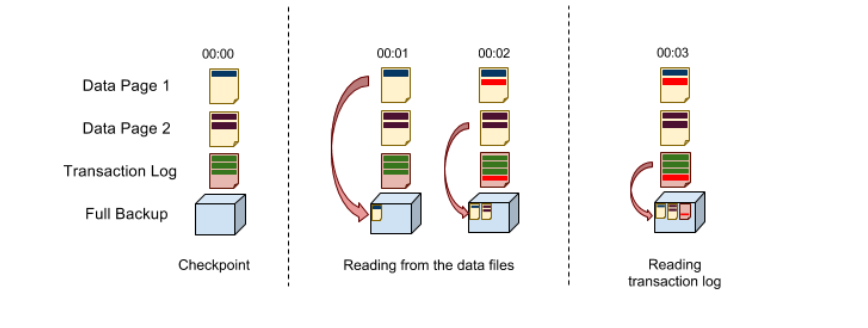 00:00
00:01
00:02
00:03
Data Page 1
Data Page 2
Transaction Log
Full Backup
Checkpoint
Reading from the data files
Reading
transaction log